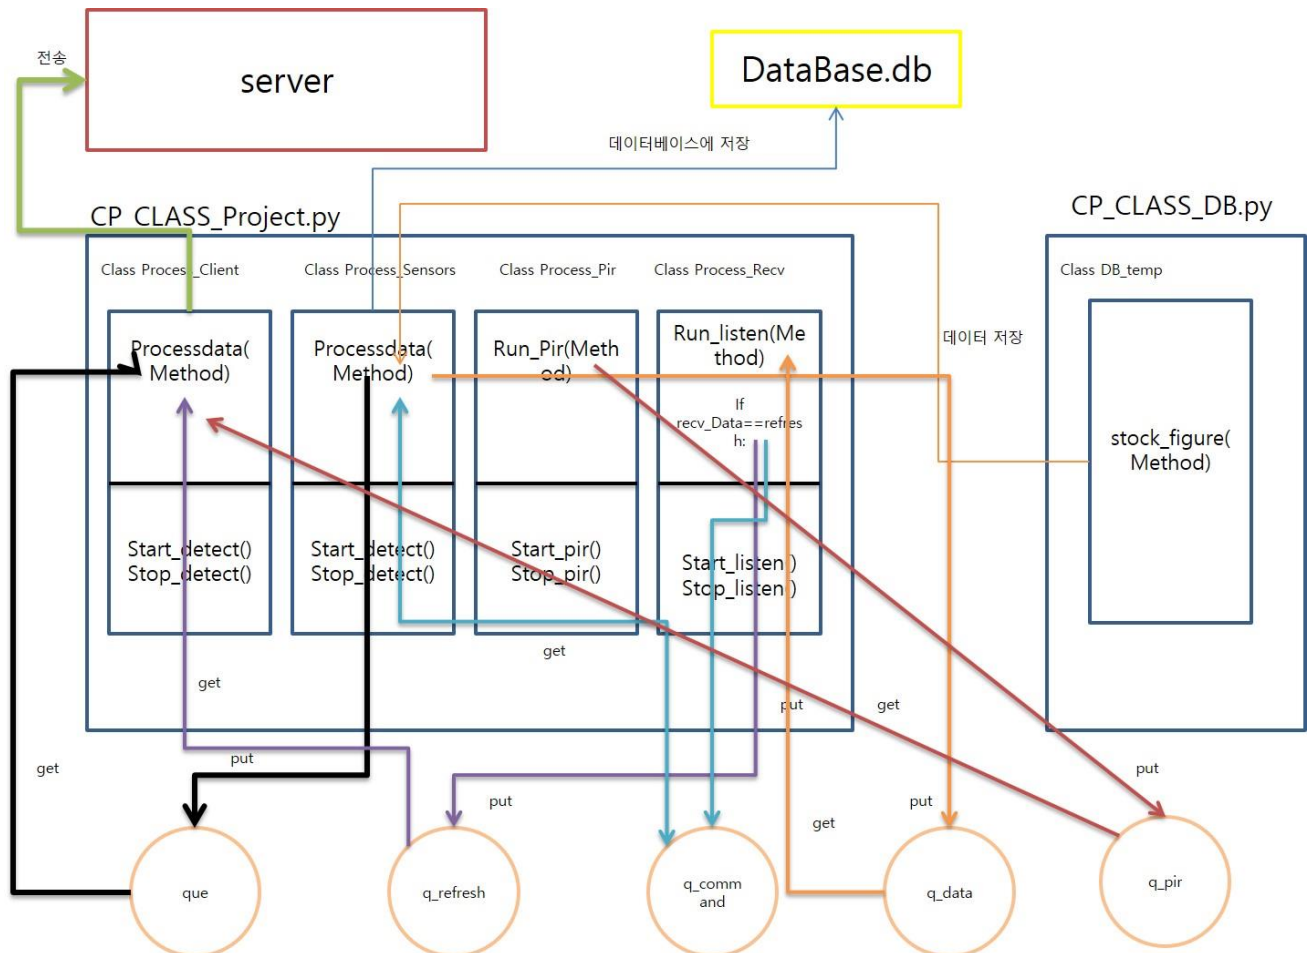 전송
server
DataBase.db
데이터베이스에 저장
CP_CLASS_Project.py
CP_CLASS_DB.py
Class Process_Client
Class Process_Sensors
Class Process_Pir
Class Process_Recv
Class DB_temp
Processdata(
Method)
Processdata(
Method)
Run_Pir(Meth
od)
Run_listen(Me
thod)
If
recv_Data==refres
h:
데이터 저장
stock_figure(
Method)
Start_detect()
Stop_detect()
Start_detect()
Stop_detect()
Start_pir()
Stop_pir()
Start_listen()
Stop_listen()
get
get
put
get
get
put
put
put
put
get
que
q_refresh
q_comm
and
q_data
q_pir